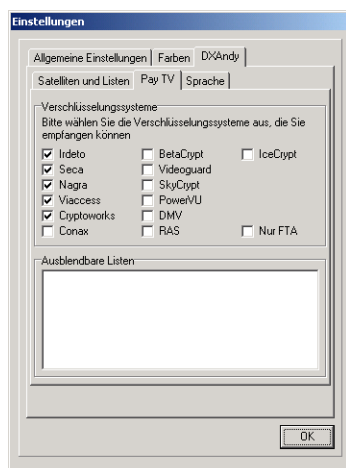 Einstellungen
Allgemeine Einstellungen Farben DXAndy
Satelliten und Listen Pay TV Sprache
Verschlüsselungssysteme
Bitte wählen Sie die Verschlüsselungssysteme aus, die Sie
empfangen können
Irdeto BetaCrypt IceCrypt
Seca Videoguard
Nagra SkyCrypt
Viaccess PowerVU
Cryptoworks DMV
Conax RAS Nur FTA
Ausblendbare Listen
OK